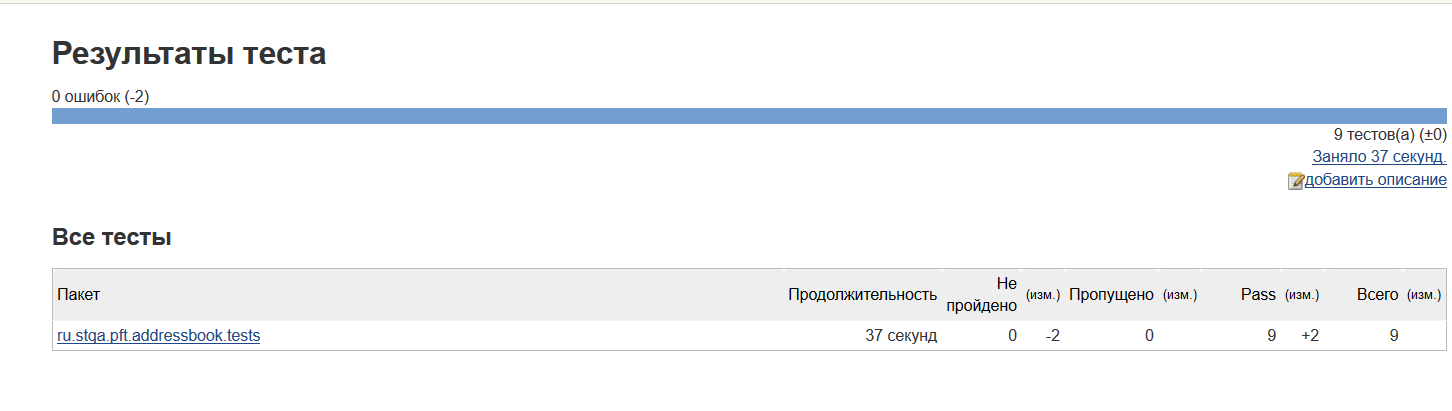 Результаты теста
0 ошибок (-2)
9 тестов(а) (±0)
Заняло 37 секунд.
добавить описание
Все тесты
Пакет Продолжительность Не пройдено (изм.) Пропущено (изм.) Pass (изм.) Всего (изм.)
ru.stqa.pft.addressbook.tests 37 секунд 0 -2 0 9 +2 9